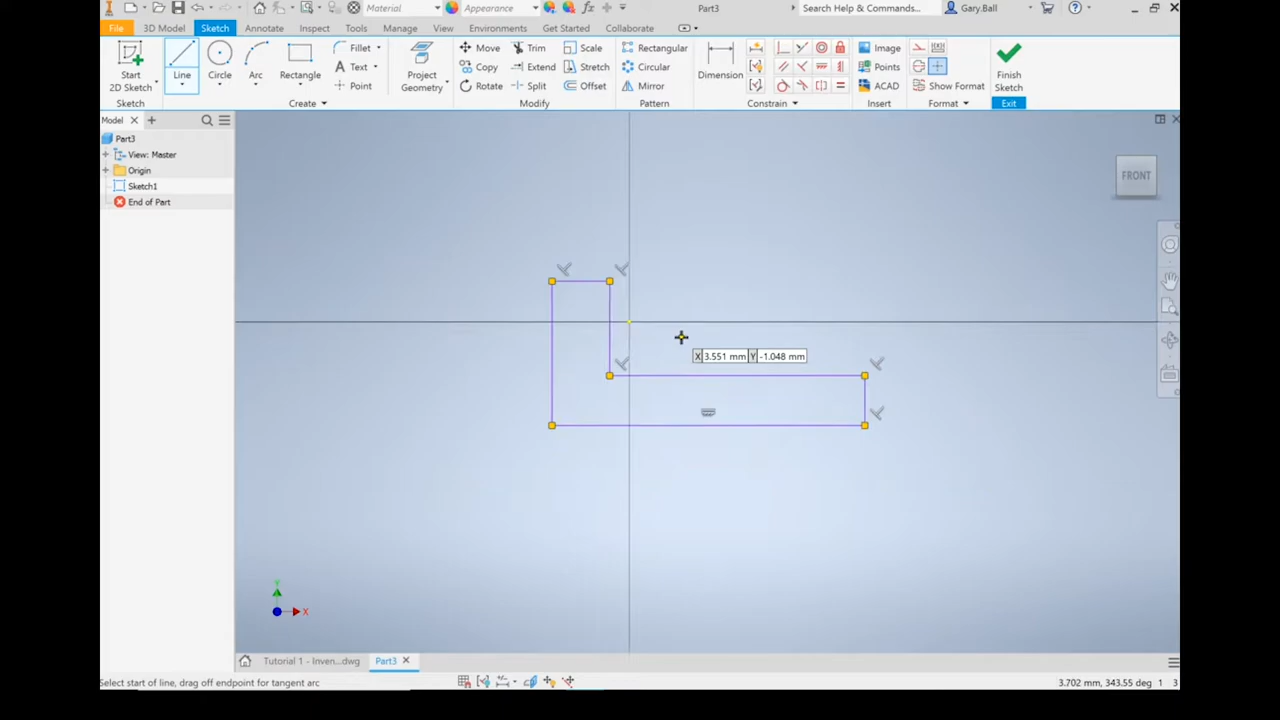 Material
Appearance
Part3
Search Help & Commands...
Gary.Ball
File
3D Model
Sketch
Annotate
Inspect
Tools
Manage
View
Environments
Get Started
Collaborate
Start
2D Sketch
Line
Circle
Arc
Rectangle
Fillet
Text
Point
Project
Geometry
Move
Copy
Rotate
Trim
Extend
Split
Scale
Stretch
Offset
Rectangular
Circular
Mirror
Dimension
Image
Points
ACAD
Show Format
Finish
Sketch
Sketch
Create
Modify
Pattern
Constrain
Insert
Format
Exit
Model
Part3
View: Master
Origin
Sketch1
End of Part
FRONT
X 3.551 mm Y -1.048 mm
Y
X
Tutorial 1 - Inven...dwg
Part3
Select start of line, drag off endpoint for tangent arc
3.702 mm, 343.55 deg 1 3